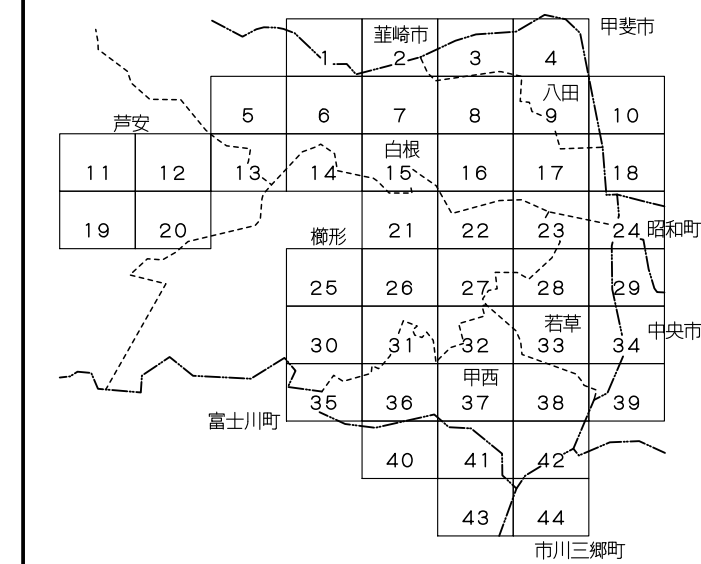 韮崎市
甲斐市
1 2 3 4
八田
5 6 7 8 9 10
芦安
白根
11 12 13 14 15 16 17 18
19 20 21 22 23 24 昭和町
櫛形
25 26 27 28 29
若草
中央市
30 31 32 33 34
甲西
35 36 37 38 39
富士川町
40 41 42
43 44
市川三郷町